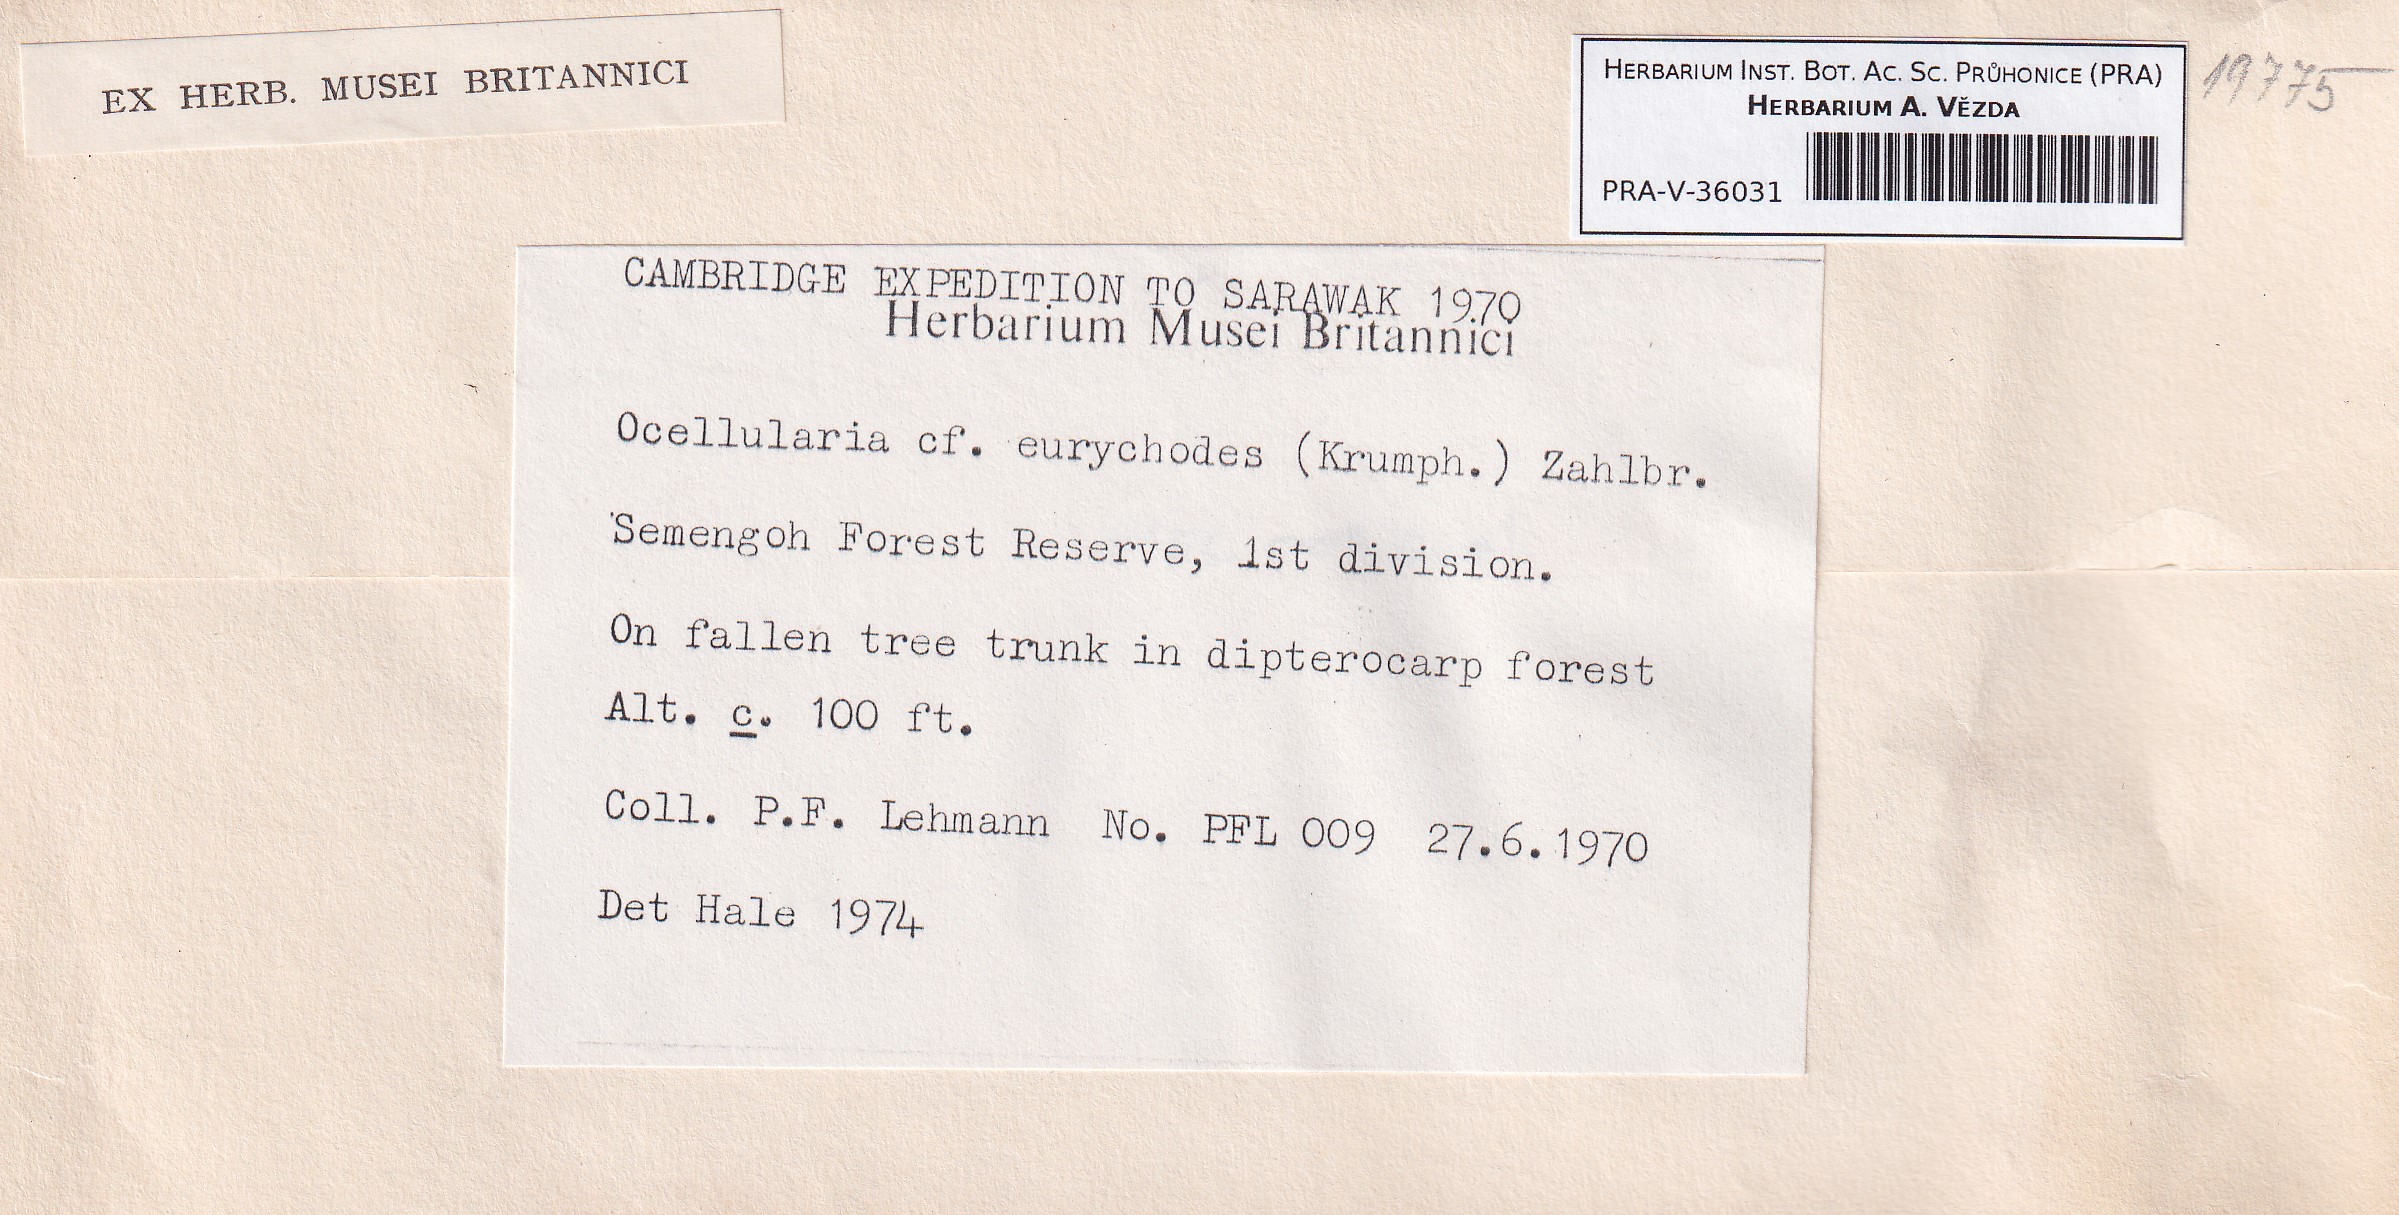 EX HERB. MUSEI BRITANNICI
HERBARIUM INST. BOT. AC. SC. PRŮHONICE (PRA)
HERBARIUM A. VĚZDA
PRA-V-36031
19775
CAMBRIDGE EXPEDITION TO SARAWAK 1970
Herbarium Musei Britannici
Ocellularia cf. eurychodes (Krumph.) Zahlbr.
Semengoh Forest Reserve, 1st division.
On fallen tree trunk in dipterocarp forest
Alt. c. 100 ft.
Coll. P.F. Lehmann No. PFL 009 27.6.1970
Det Hale 1974